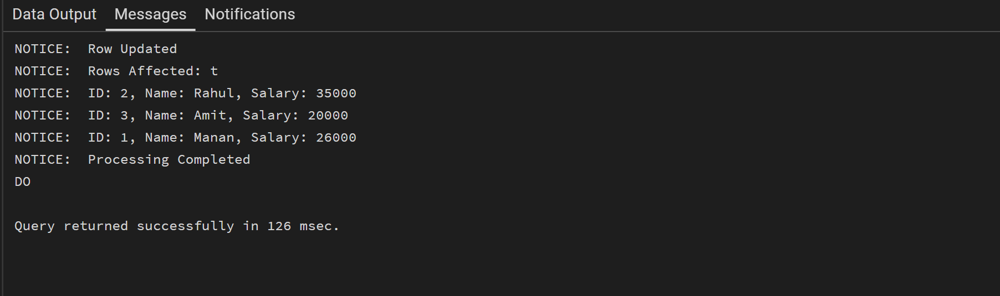 Data Output Messages Notifications
NOTICE:  Row Updated
NOTICE:  Rows Affected: t
NOTICE:  ID: 2, Name: Rahul, Salary: 35000
NOTICE:  ID: 3, Name: Amit, Salary: 20000
NOTICE:  ID: 1, Name: Manan, Salary: 26000
NOTICE:  Processing Completed
DO
Query returned successfully in 126 msec.